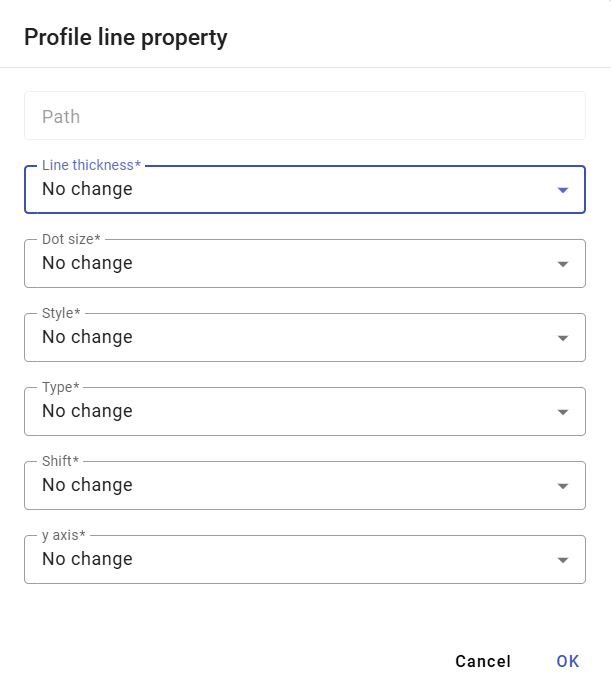 Profile line property
Path
Line thickness*
No change
Dot size*
No change
Style*
No change
Type*
No change
Shift*
No change
y axis*
No change
Cancel OK